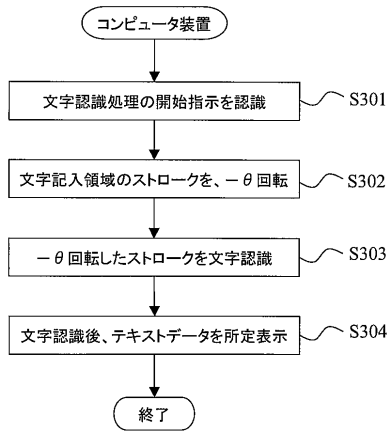 コンピュータ装置
文字認識処理の開始指示を認識
S301
文字記入領域のストロークを、－θ回転
S302
－θ回転したストロークを文字認識
S303
文字認識後、テキストデータを所定表示
S304
終了